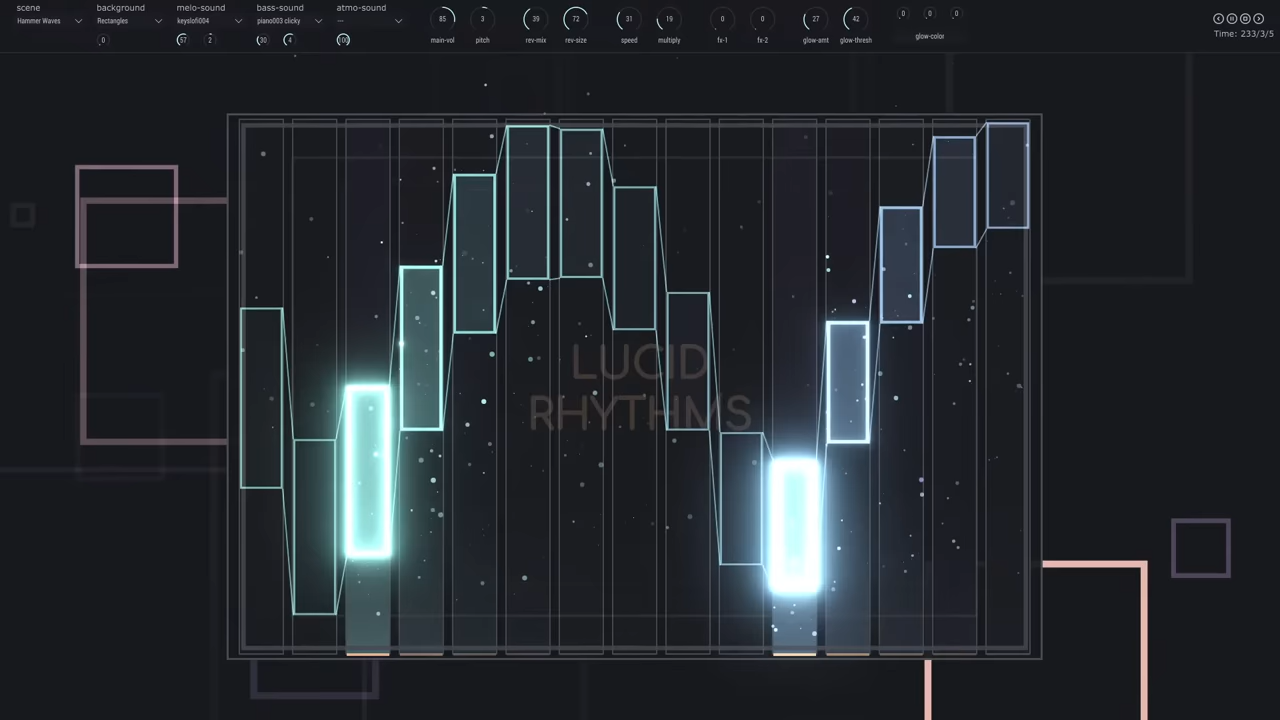 scene
Hammer Waves
background
Rectangles
0
melo-sound
keyslofi004
57
2
bass-sound
piano003 clicky
30
4
atmo-sound
---
100
85
main-vol
3
pitch
39
rev-mix
72
rev-size
31
speed
19
multiply
0
fx-1
0
fx-2
27
glow-amt
42
glow-thresh
0
0
0
glow-color
Time: 233/3/5
LUCID
RHYTHMS